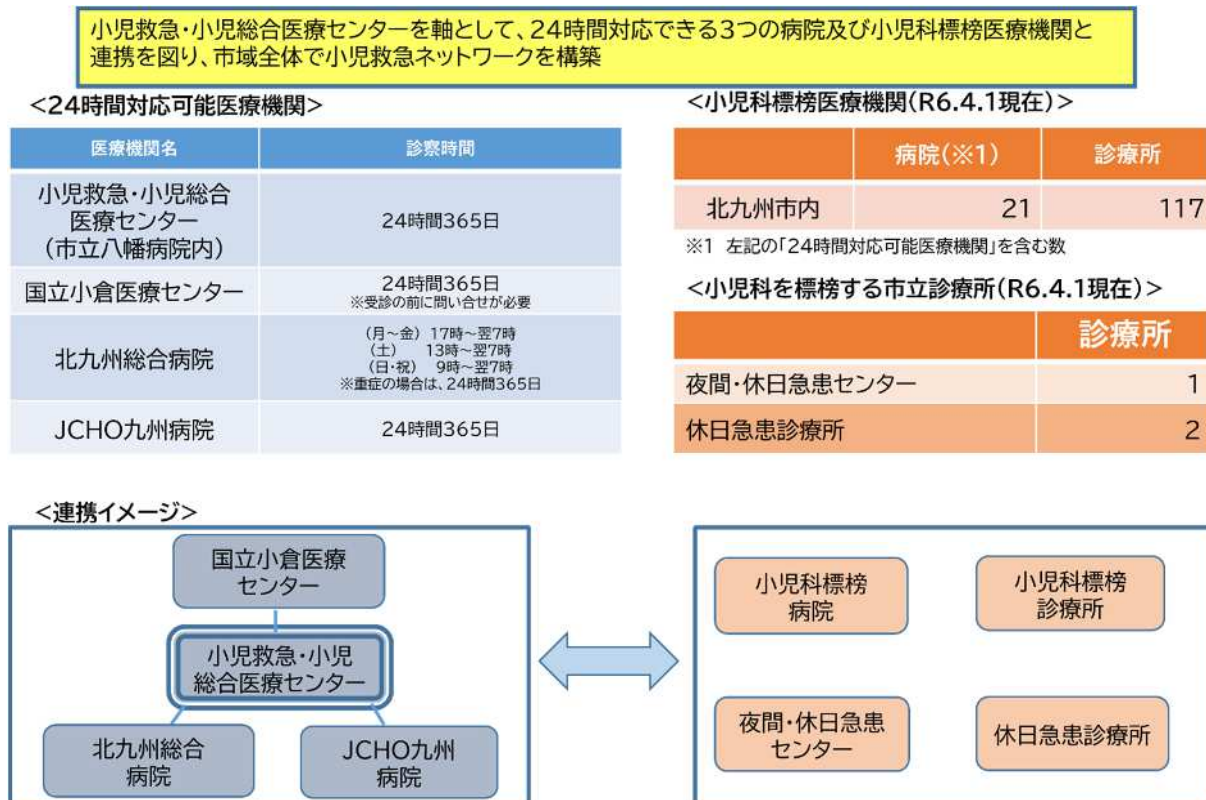 小児救急・小児総合医療センターを軸として、24時間対応できる3つの病院及び小児科標榜医療機関と
連携を図り、市域全体で小児救急ネットワークを構築
<24時間対応可能医療機関>
医療機関名 診察時間
小児救急・小児総合
医療センター
(市立八幡病院内)
24時間365日
国立小倉医療センター
24時間365日
※受診の前に問い合せが必要
北九州総合病院
(月~金) 17時~翌7時
(土) 13時~翌7時
(日・祝) 9時~翌7時
※重症の場合は、24時間365日
JCHO九州病院 24時間365日
<小児科標榜医療機関(R6.4.1現在)>
病院(※1) 診療所
北九州市内 21 117
※1 左記の「24時間対応可能医療機関」を含む数
<小児科を標榜する市立診療所(R6.4.1現在)>
診療所
夜間・休日急患センター 1
休日急患診療所 2
<連携イメージ>
国立小倉医療
センター
小児救急・小児
総合医療センター
北九州総合
病院
JCHO九州
病院
小児科標榜
病院
小児科標榜
診療所
夜間・休日急患
センター
休日急患診療所